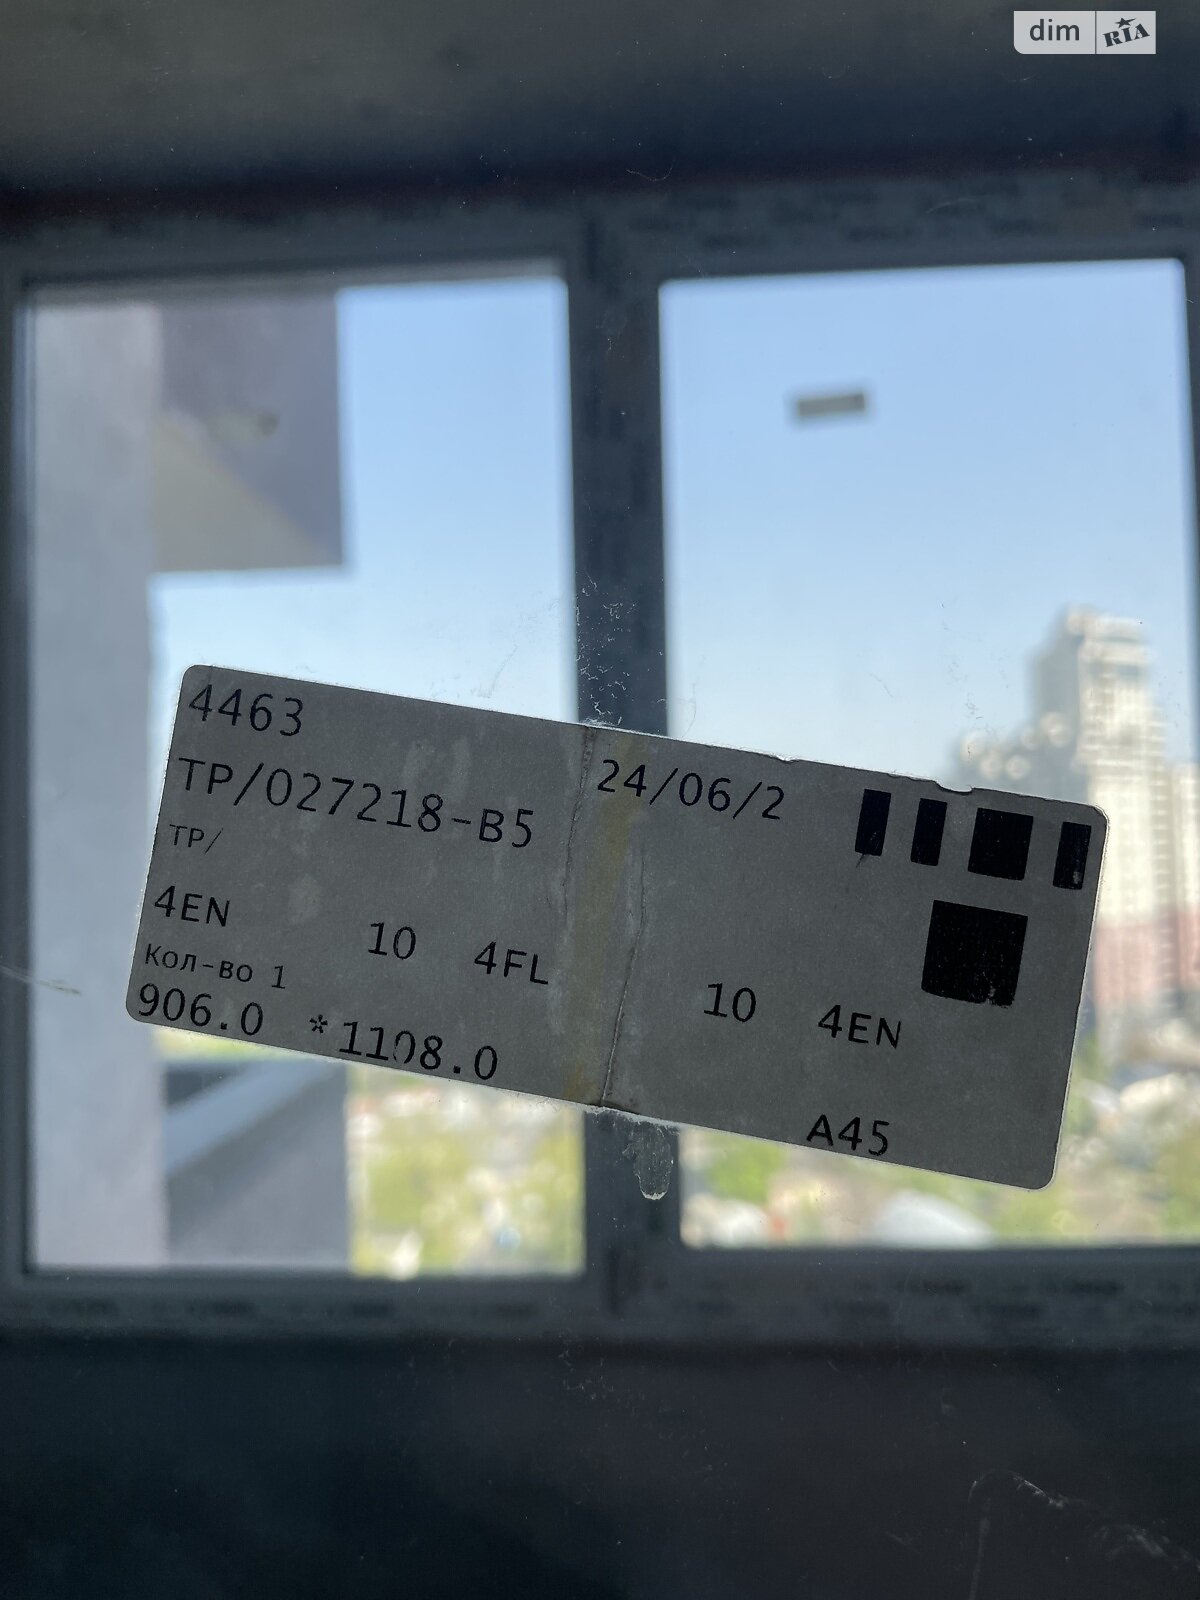 dim RIA
4463
TP/027218-B5 24/06/2
TP/
4EN 10 4FL 10 4EN
Кол-во 1
906.0 *1108.0
A45